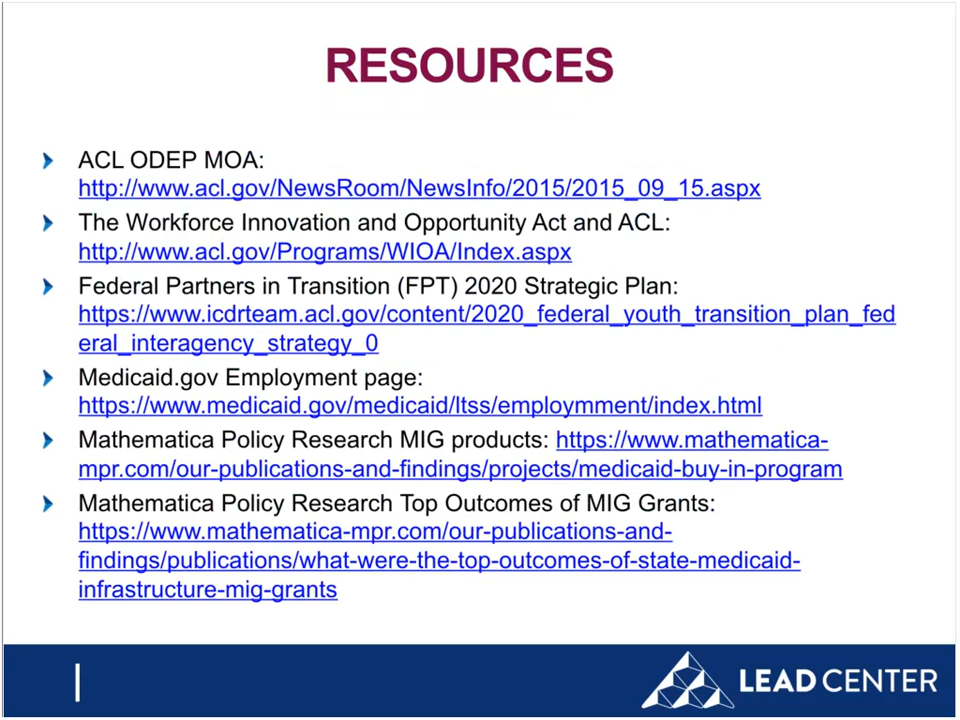 RESOURCES
ACL ODEP MOA:
http://www.acl.gov/NewsRoom/NewsInfo/2015/2015_09_15.aspx
The Workforce Innovation and Opportunity Act and ACL:
http://www.acl.gov/Programs/WIOA/Index.aspx
Federal Partners in Transition (FPT) 2020 Strategic Plan:
https://www.icdrteam.acl.gov/content/2020_federal_youth_transition_plan_fed
eral_interagency_strategy_0
Medicaid.gov Employment page:
https://www.medicaid.gov/medicaid/ltss/employmment/index.html
Mathematica Policy Research MIG products: https://www.mathematica-
mpr.com/our-publications-and-findings/projects/medicaid-buy-in-program
Mathematica Policy Research Top Outcomes of MIG Grants:
https://www.mathematica-mpr.com/our-publications-and-
findings/publications/what-were-the-top-outcomes-of-state-medicaid-
infrastructure-mig-grants
LEAD CENTER